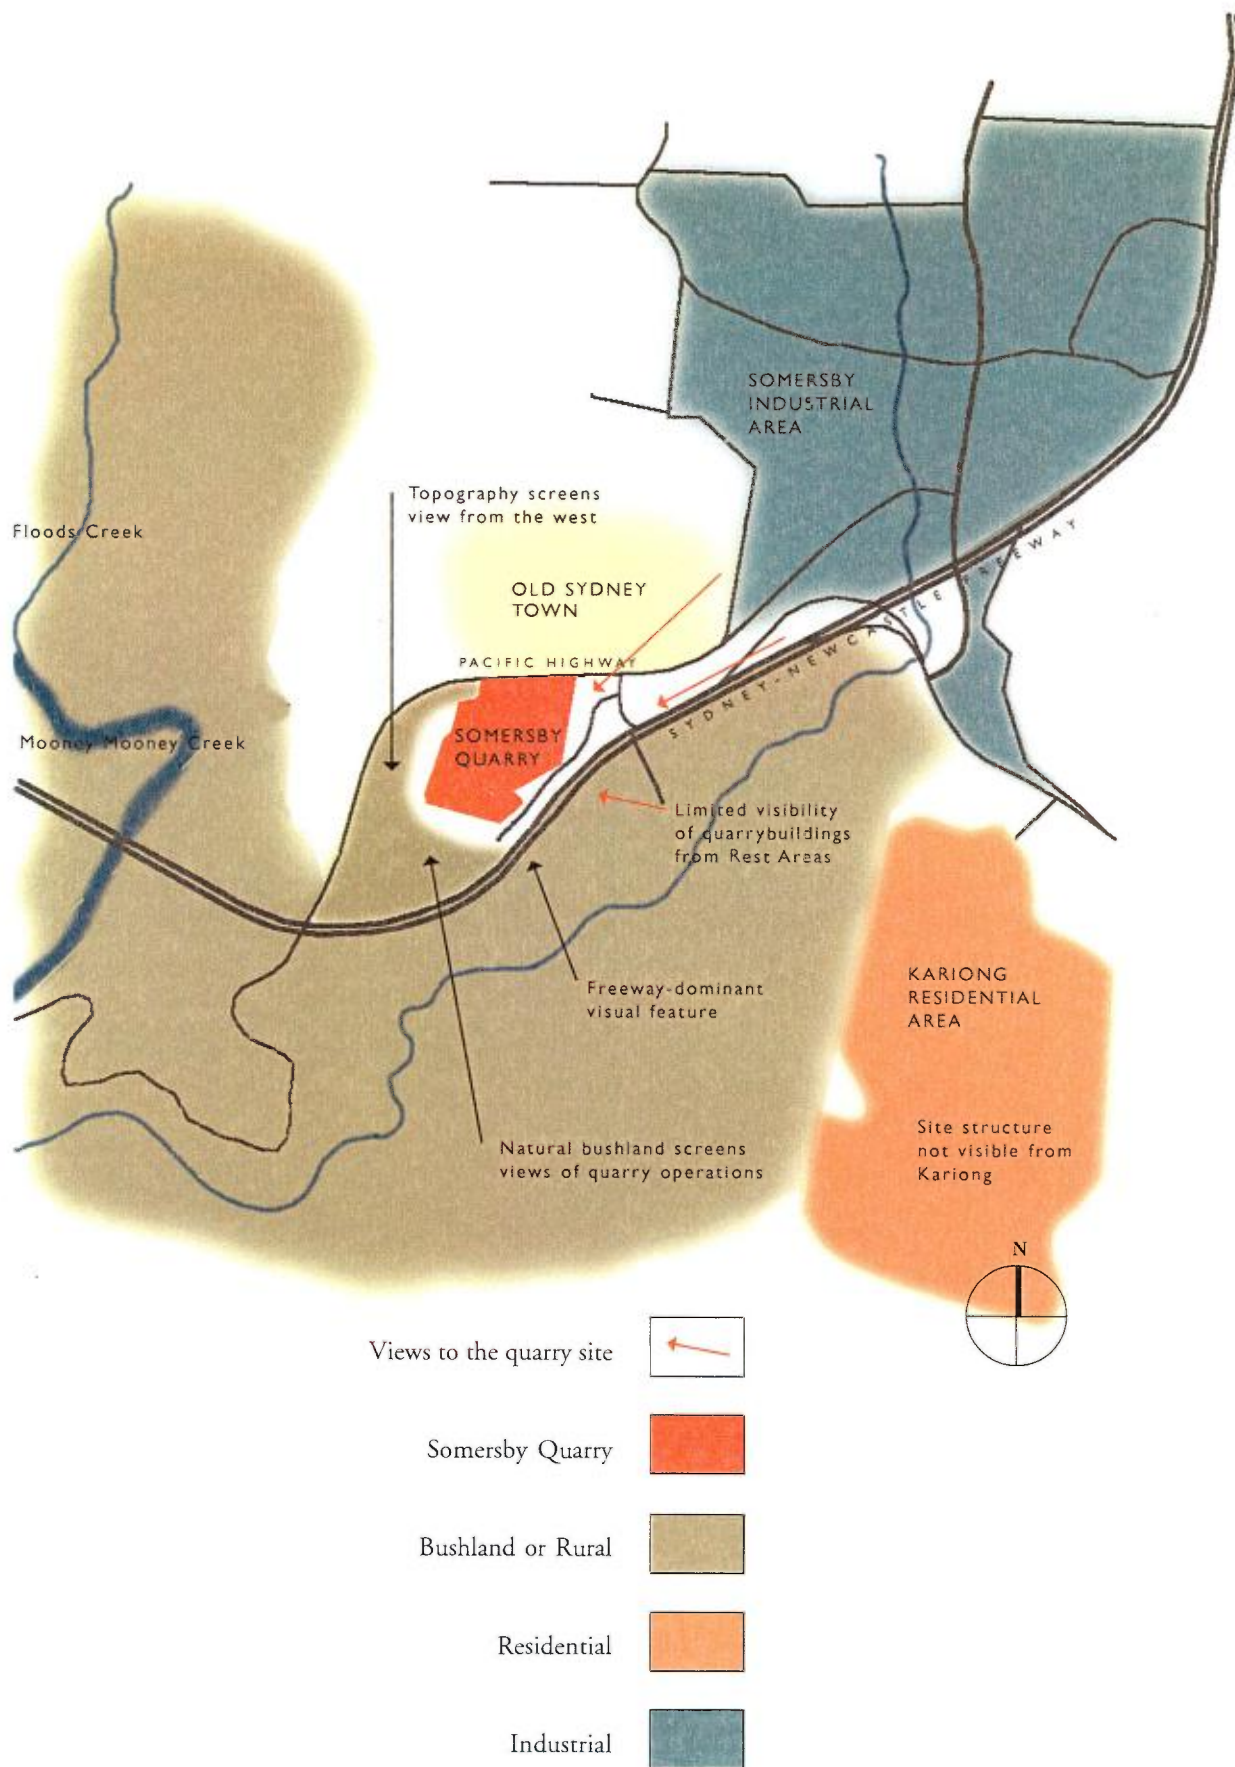 SOMERSBY
INDUSTRIAL
AREA
Topography screens
view from the west
Floods Creek
OLD SYDNEY
TOWN
PACIFIC HIGHWAY
SYDNEY-NEWCASTLE FREEWAY
SOMERSBY
QUARRY
Mooney Mooney Creek
Limited visibility
of quarrybuildings
from Rest Areas
KARIONG
RESIDENTIAL
AREA
Freeway-dominant
visual feature
Site structure
not visible from
Kariong
Natural bushland screens
views of quarry operations
N
Views to the quarry site
Somersby Quarry
Bushland or Rural
Residential
Industrial